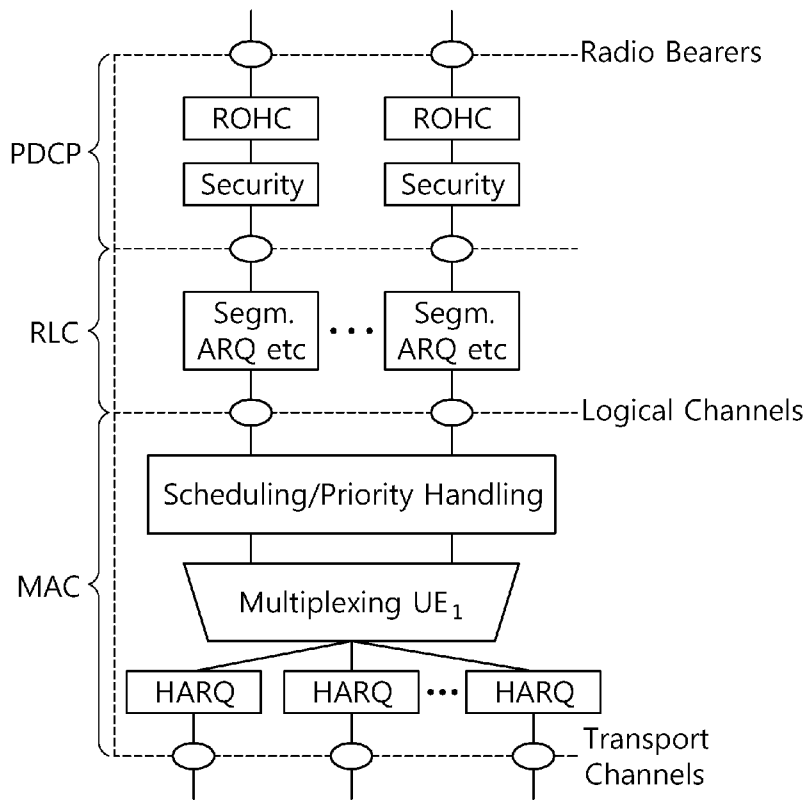 Radio Bearers
ROHC ROHC
PDCP
Security Security
Segm. Segm.
RLC
ARQ etc ... ARQ etc
Logical Channels
Scheduling/Priority Handling
MAC
Multiplexing UE1
HARQ HARQ ... HARQ
Transport
Channels